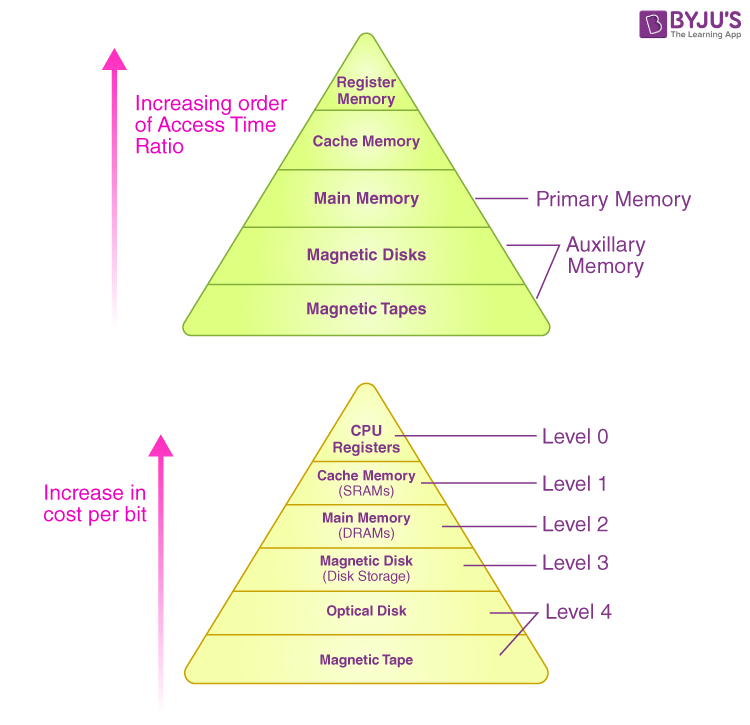 BYJU'S
The Learning App
Increasing order
of Access Time
Ratio
Register
Memory
Cache Memory
Main Memory
Primary Memory
Magnetic Disks
Auxillary
Memory
Magnetic Tapes
Increase in
cost per bit
CPU
Registers
Level 0
Cache Memory
(SRAMs)
Level 1
Main Memory
(DRAMs)
Level 2
Magnetic Disk
(Disk Storage)
Level 3
Optical Disk
Level 4
Magnetic Tape